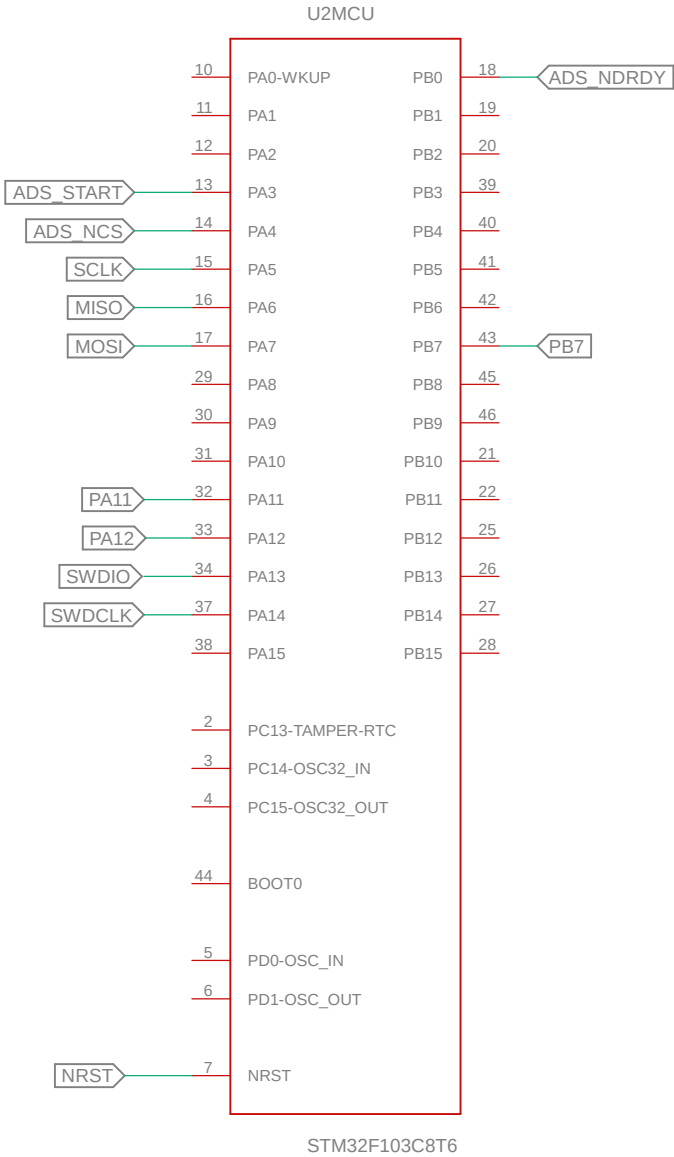 U2MCU
10 PA0-WKUP PB0 18 ADS_NDRDY
11 PA1 PB1 19
12 PA2 PB2 20
ADS_START 13 PA3 PB3 39
ADS_NCS 14 PA4 PB4 40
SCLK 15 PA5 PB5 41
MISO 16 PA6 PB6 42
MOSI 17 PA7 PB7 43 PB7
29 PA8 PB8 45
30 PA9 PB9 46
31 PA10 PB10 21
PA11 32 PA11 PB11 22
PA12 33 PA12 PB12 25
SWDIO 34 PA13 PB13 26
SWDCLK 37 PA14 PB14 27
38 PA15 PB15 28
2 PC13-TAMPER-RTC
3 PC14-OSC32_IN
4 PC15-OSC32_OUT
44 BOOT0
5 PD0-OSC_IN
6 PD1-OSC_OUT
NRST 7 NRST
STM32F103C8T6